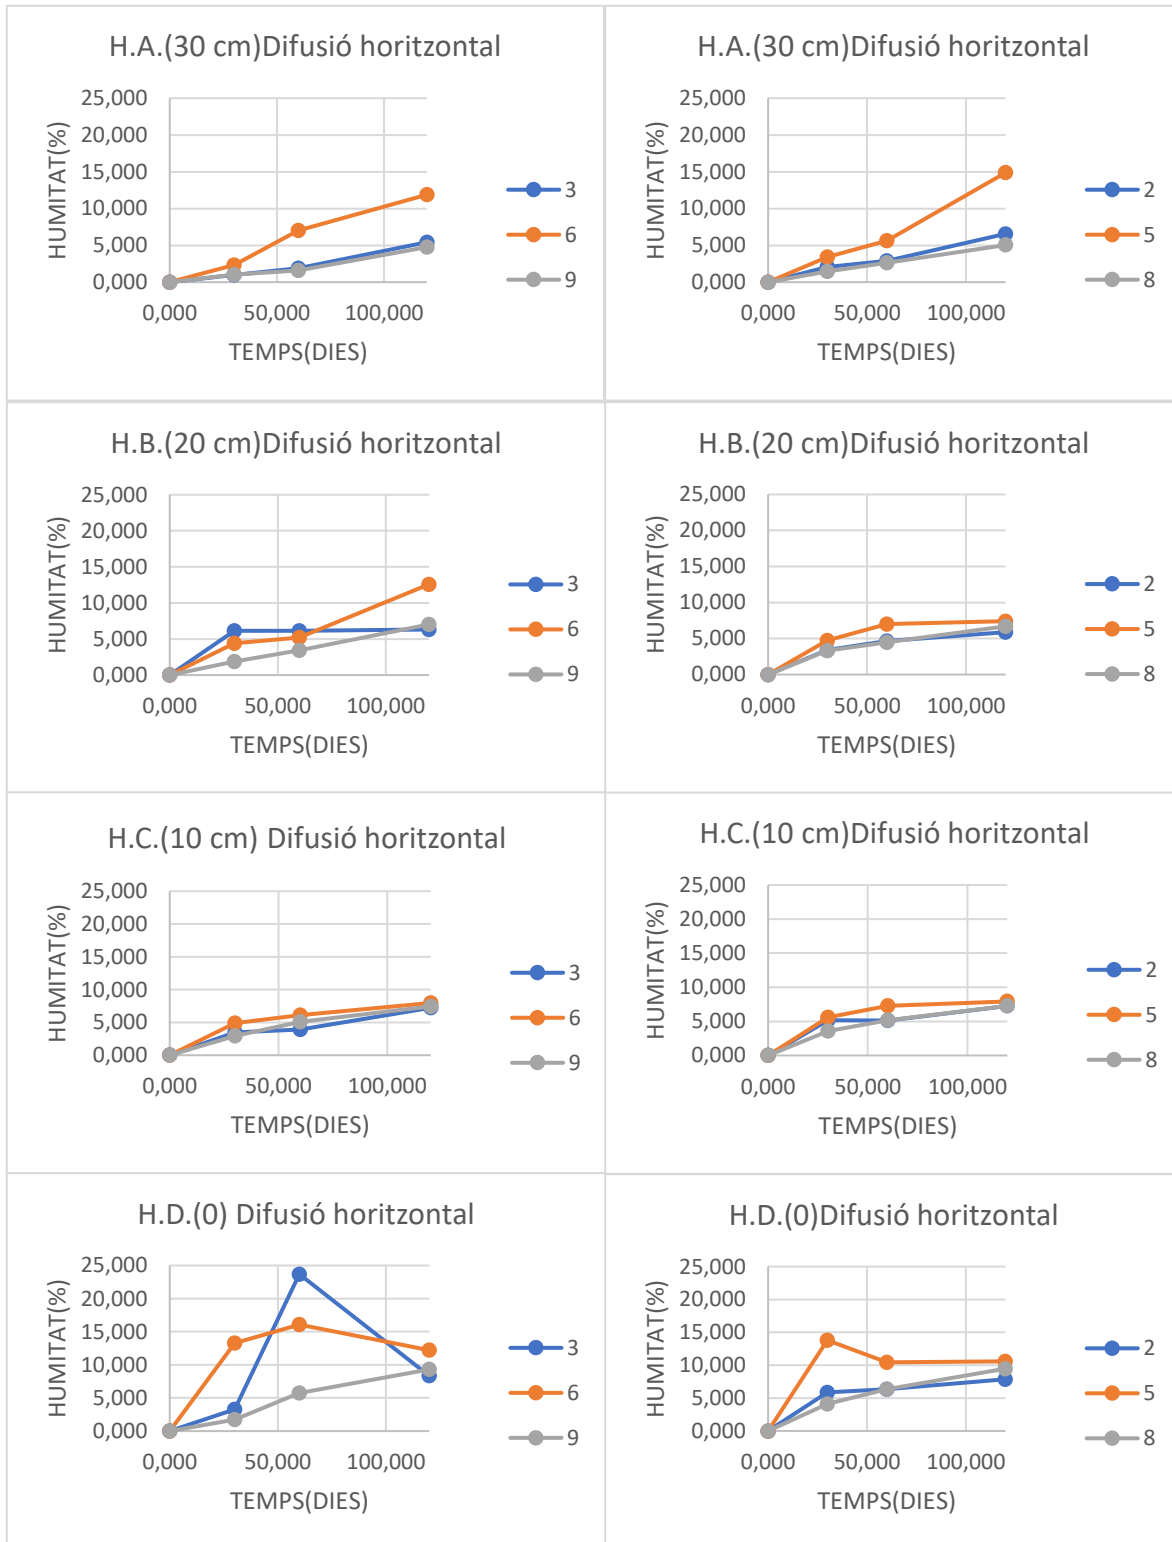 H.A.(30 cm)Difusió horitzontal
25,000
20,000
15,000
10,000
5,000
0,000
0,000 50,000 100,000
HUMITAT(%)
TEMPS(DIES)
3
6
9
H.A.(30 cm)Difusió horitzontal
25,000
20,000
15,000
10,000
5,000
0,000
0,000 50,000 100,000
HUMITAT(%)
TEMPS(DIES)
2
5
8
H.B.(20 cm)Difusió horitzontal
25,000
20,000
15,000
10,000
5,000
0,000
0,000 50,000 100,000
HUMITAT(%)
TEMPS(DIES)
3
6
9
H.B.(20 cm)Difusió horitzontal
25,000
20,000
15,000
10,000
5,000
0,000
0,000 50,000 100,000
HUMITAT(%)
TEMPS(DIES)
2
5
8
H.C.(10 cm) Difusió horitzontal
25,000
20,000
15,000
10,000
5,000
0,000
0,000 50,000 100,000
HUMITAT(%)
TEMPS(DIES)
3
6
9
H.C.(10 cm)Difusió horitzontal
25,000
20,000
15,000
10,000
5,000
0,000
0,000 50,000 100,000
HUMITAT(%)
TEMPS(DIES)
2
5
8
H.D.(0) Difusió horitzontal
25,000
20,000
15,000
10,000
5,000
0,000
0,000 50,000 100,000
HUMITAT(%)
TEMPS(DIES)
3
6
9
H.D.(0)Difusió horitzontal
25,000
20,000
15,000
10,000
5,000
0,000
0,000 50,000 100,000
HUMITAT(%)
TEMPS(DIES)
2
5
8